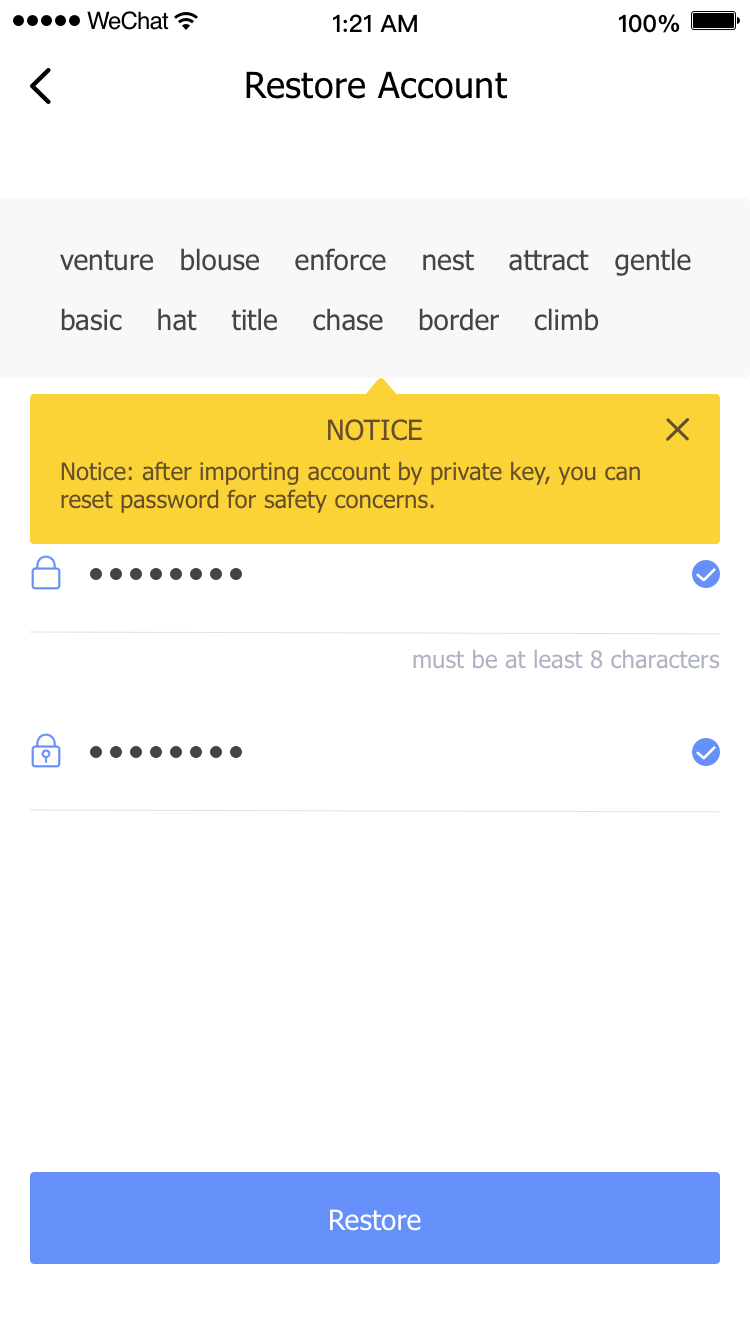 WeChat 1:21 AM 100%
Restore Account
venture blouse enforce nest attract gentle
basic hat title chase border climb
NOTICE
Notice: after importing account by private key, you can
reset password for safety concerns.
must be at least 8 characters
Restore